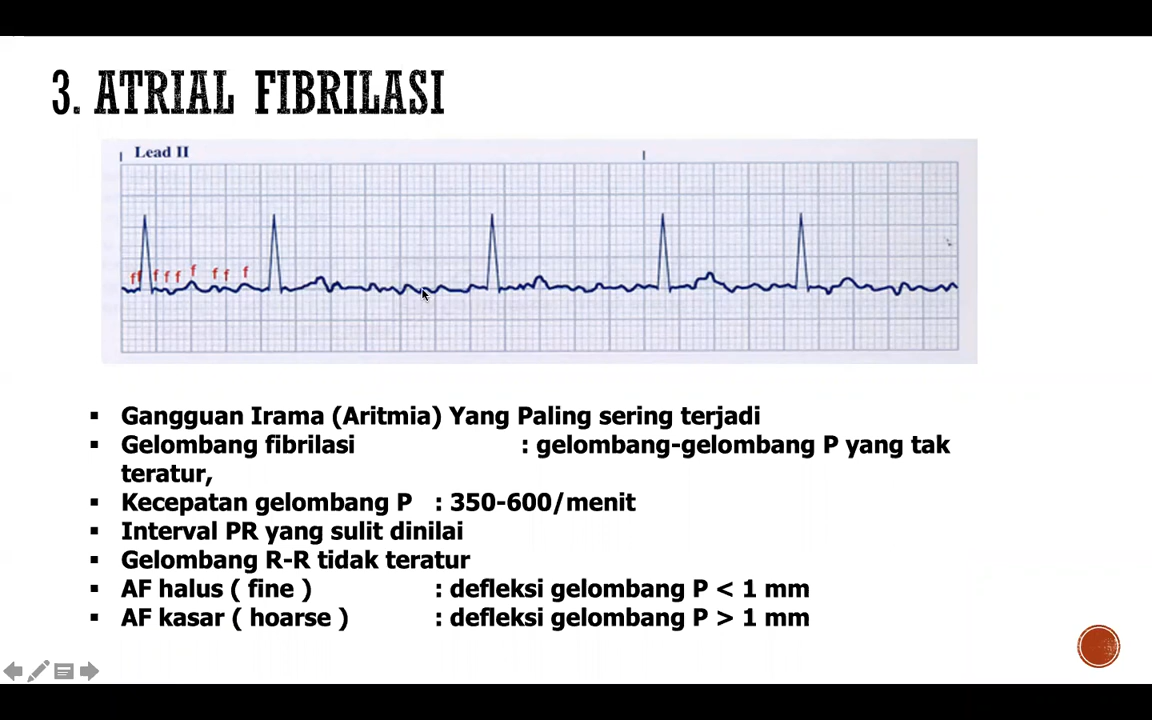 3. ATRIAL FIBRILASI
Lead II
ff f f f f f f f
Gangguan Irama (Aritmia) Yang Paling sering terjadi
Gelombang fibrilasi : gelombang-gelombang P yang tak
teratur,
Kecepatan gelombang P : 350-600/menit
Interval PR yang sulit dinilai
Gelombang R-R tidak teratur
AF halus ( fine ) : defleksi gelombang P < 1 mm
AF kasar ( hoarse ) : defleksi gelombang P > 1 mm